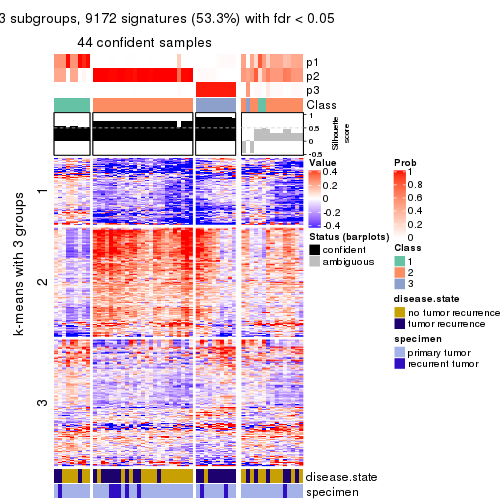 3 subgroups, 9172 signatures (53.3%) with fdr < 0.05
44 confident samples
p1
p2
p3
Class
1
0.5
0
-0.5
Silhouette
score
k-means with 3 groups
1
2
3
disease.state
specimen
Value
0.4
0.2
0
-0.2
-0.4
Status (barplots)
confident
ambiguous
Prob
1
0.8
0.6
0.4
0.2
0
Class
1
2
3
disease.state
no tumor recurrence
tumor recurrence
specimen
primary tumor
recurrent tumor